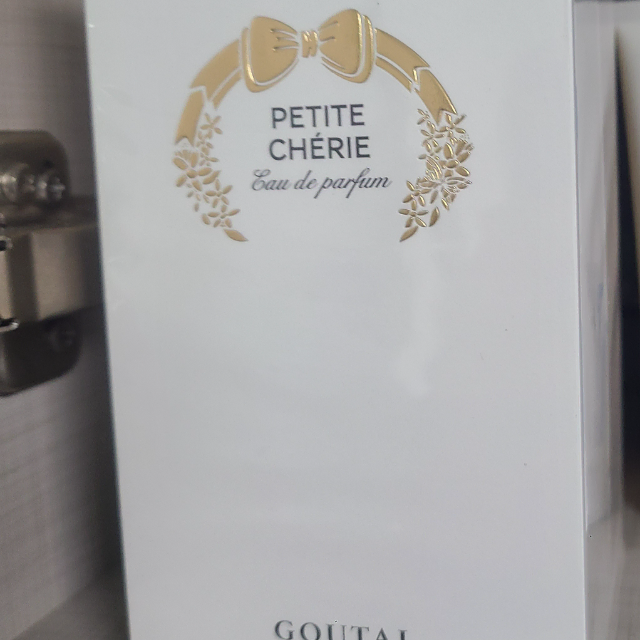 PETITE
CHÉRIE
Eau de parfum
GOUTAL